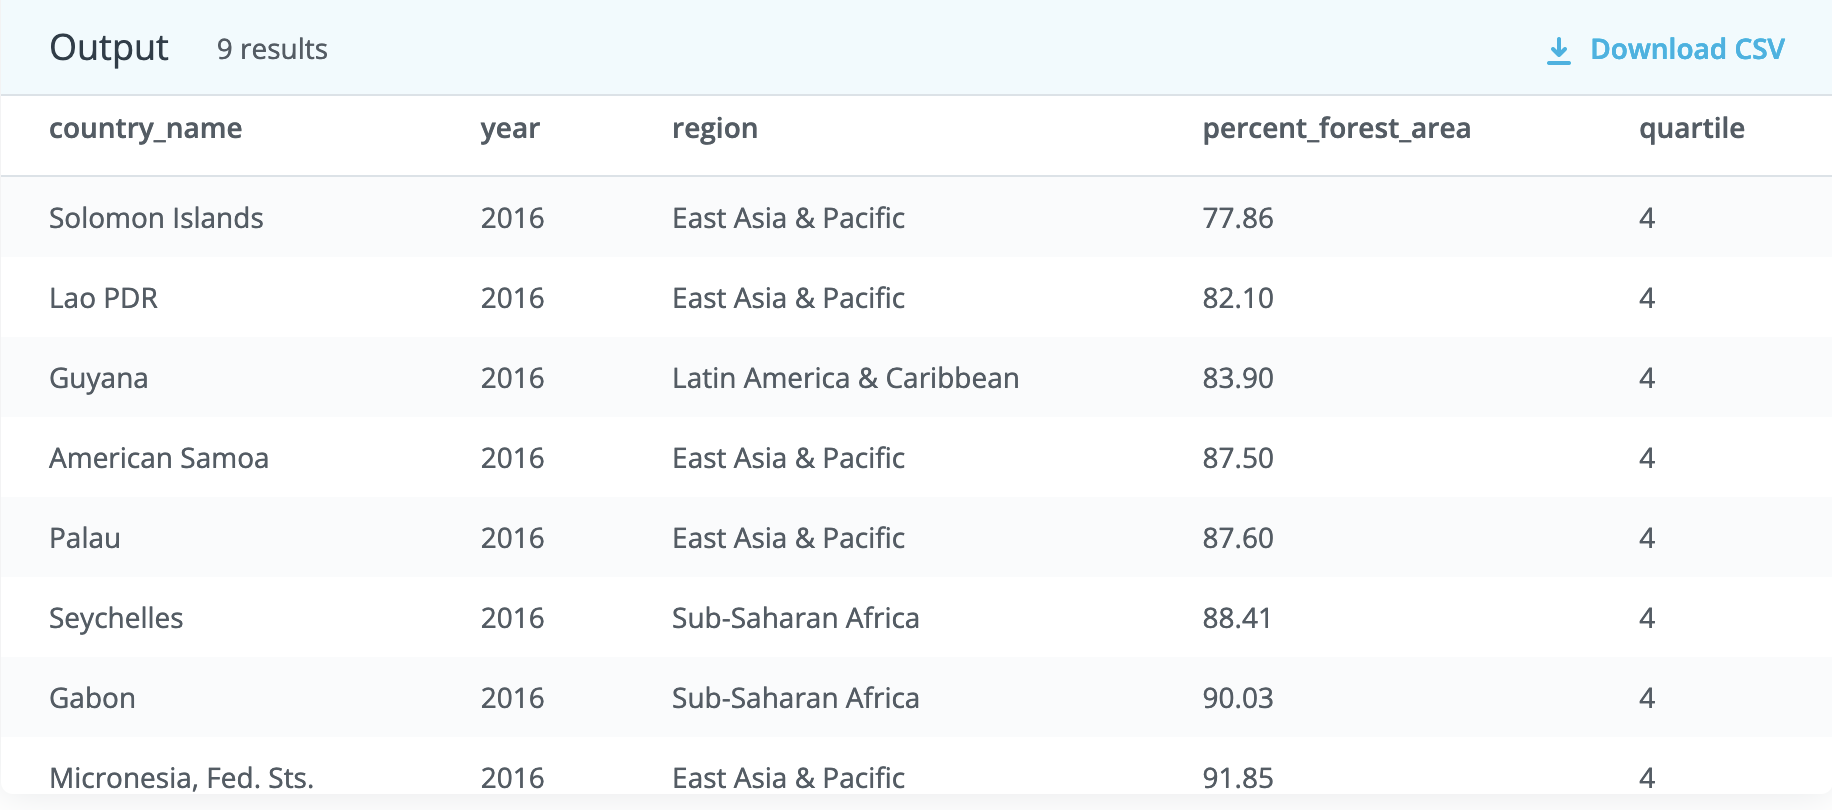 Output 9 results Download CSV
country_name year region percent_forest_area quartile
Solomon Islands 2016 East Asia & Pacific 77.86 4
Lao PDR 2016 East Asia & Pacific 82.10 4
Guyana 2016 Latin America & Caribbean 83.90 4
American Samoa 2016 East Asia & Pacific 87.50 4
Palau 2016 East Asia & Pacific 87.60 4
Seychelles 2016 Sub-Saharan Africa 88.41 4
Gabon 2016 Sub-Saharan Africa 90.03 4
Micronesia, Fed. Sts. 2016 East Asia & Pacific 91.85 4